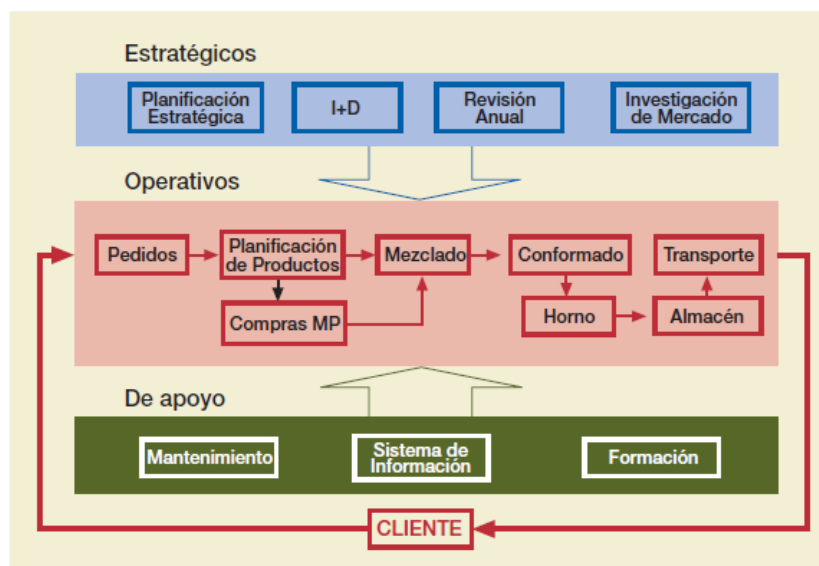 Estratégicos
Planificación
Estratégica
I+D
Revisión
Anual
Investigación
de Mercado
Operativos
Pedidos
Planificación
de Productos
Mezclado
Conformado
Transporte
Compras MP
Horno
Almacén
De apoyo
Mantenimiento
Sistema de
Información
Formación
CLIENTE